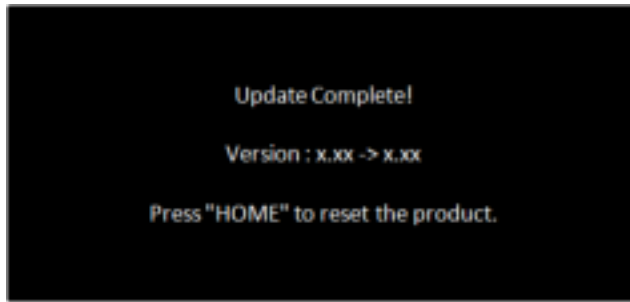 Update Complete!
Version : x.xx -> x.xx
Press "HOME" to reset the product.